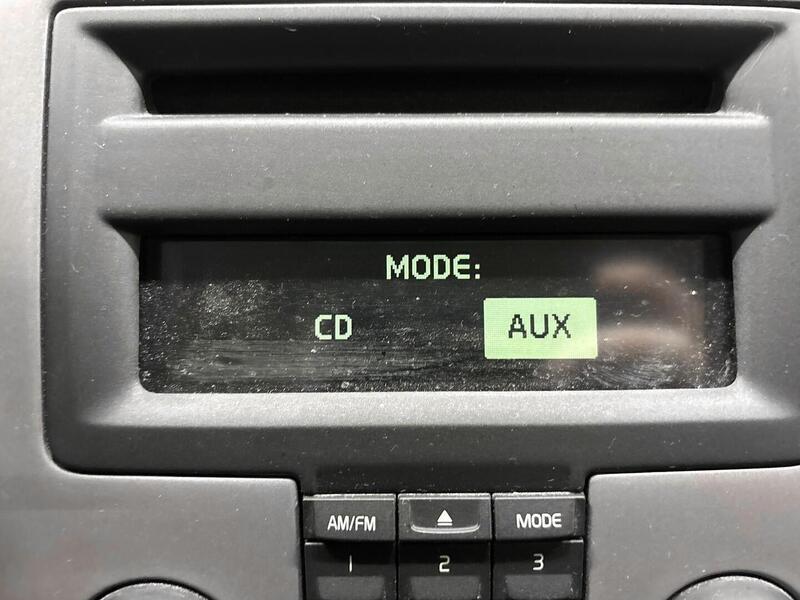 MODE:
CD AUX
AM/FM MODE
1 2 3